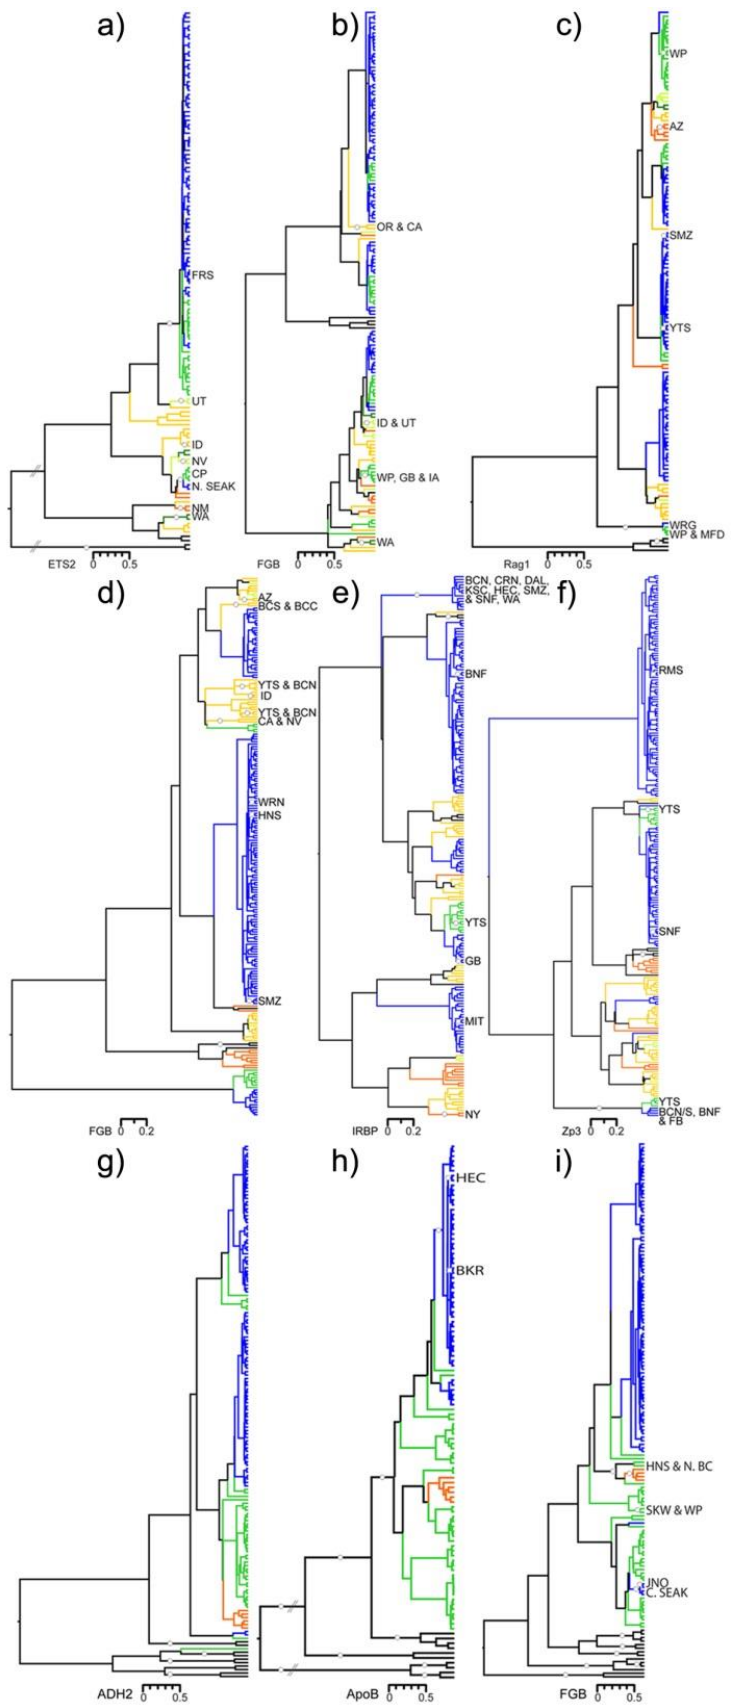 a)
b)
c)
FRS
UT
ID
NV
CP
N. SEAK
NM
WA
ETS2 0 0.5
OR & CA
ID & UT
WP, GB & IA
WA
FGB 0 0.5
WP
AZ
SMZ
YTS
WRG
WP & MFD
Rag1 0 0.5
d)
e)
f)
AZ
BCS & BCC
YTS & BCN
ID
YTS & BCN
CA & NV
WRN
HNS
SMZ
FGB 0 0.2
BCN, CRN, DAL,
KSC, HEC, SMZ,
& SNF, WA
BNF
YTS
GB
MIT
NY
IRBP 0 0.2
RMS
YTS
SNF
YTS
BCN/S, BNF
& FB
Zp3 0 0.2
g)
h)
i)
ADH2 0 0.5
HEC
BKR
ApoB 0 0.5
HNS & N. BC
SKW & WP
JNO
C. SEAK
FGB 0 0.5